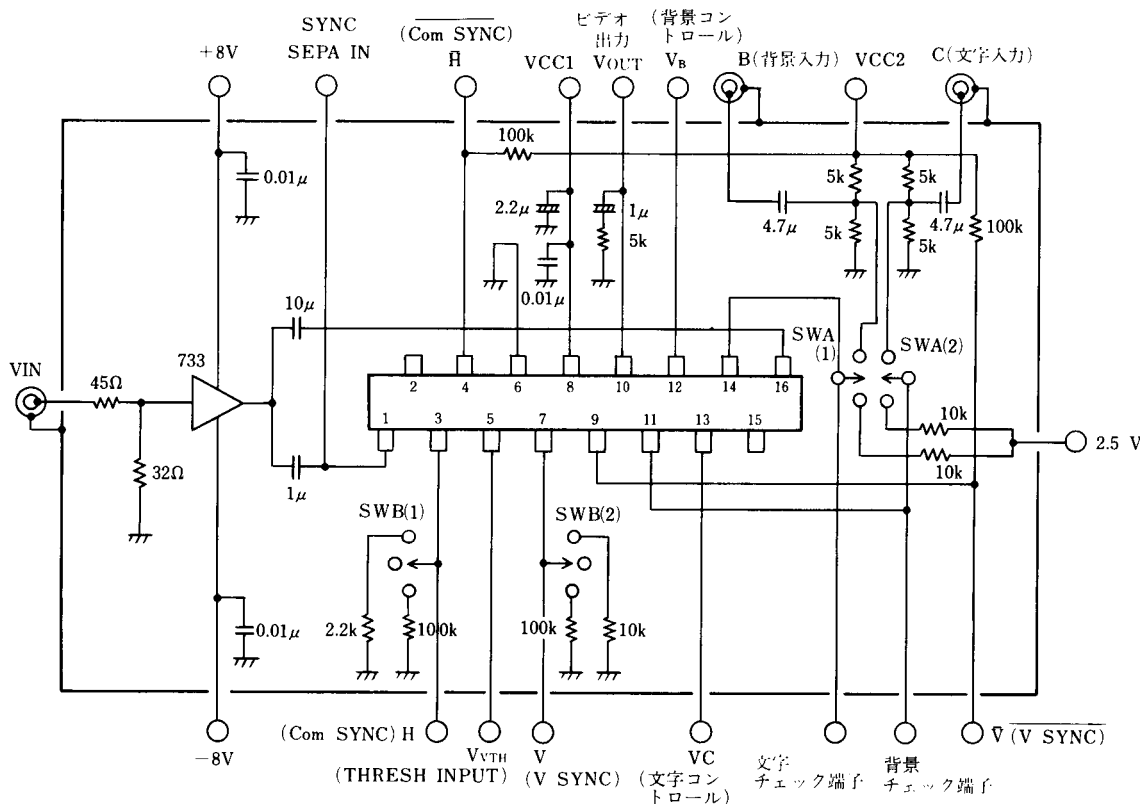 SYNC
SEPA IN
+8V
(Com SYNC)
H̄
VCC1
ビデオ
出力
VOUT
(背景コン
トロール)
VB
B(背景入力)
VCC2
C(文字入力)
100k
0.01μ
2.2μ
1μ
5k
0.01μ
5k
5k
4.7μ
5k
5k
4.7μ
100k
10μ
733
VIN
45Ω
32Ω
1μ
2
4
6
8
10
12
14
16
1
3
5
7
9
11
13
15
SWA
(1)
SWA(2)
10k
10k
2.5 V
SWB(1)
SWB(2)
2.2k
100k
100k
10k
0.01μ
-8V
(Com SYNC) H
VVTH
(THRESH INPUT)
V
(V SYNC)
VC
(文字コン
トロール)
文字
チェック端子
背景
チェック端子
V̄ (V SYNC)